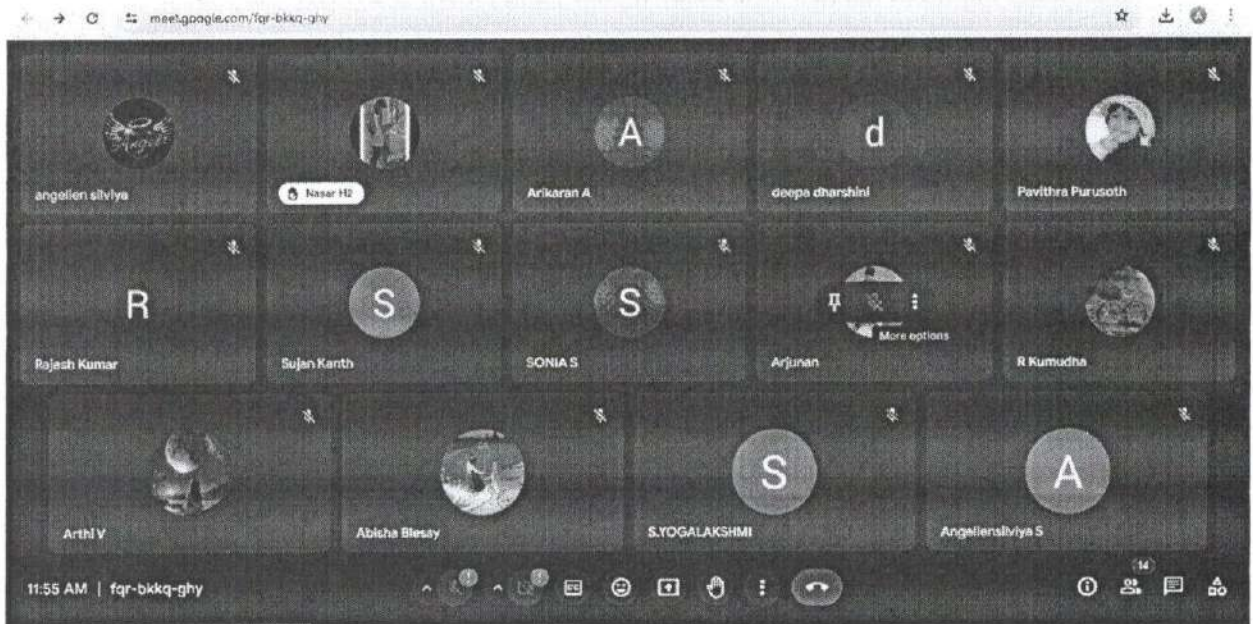 meet.google.com/fqr-bkkq-ghy
angelien silviya
Nasar H2
Arikaran A
deepa dharshini
Pavithra Purusoth
R
Rajesh Kumar
S
Sujan Kanth
S
SONIA S
More options
Arjunan
R Kumudha
Arthi V
Abisha Blessy
S
S.YOGALAKSHMI
A
Angeliensilviya S
A
d
14
11:55 AM | fqr-bkkq-ghy